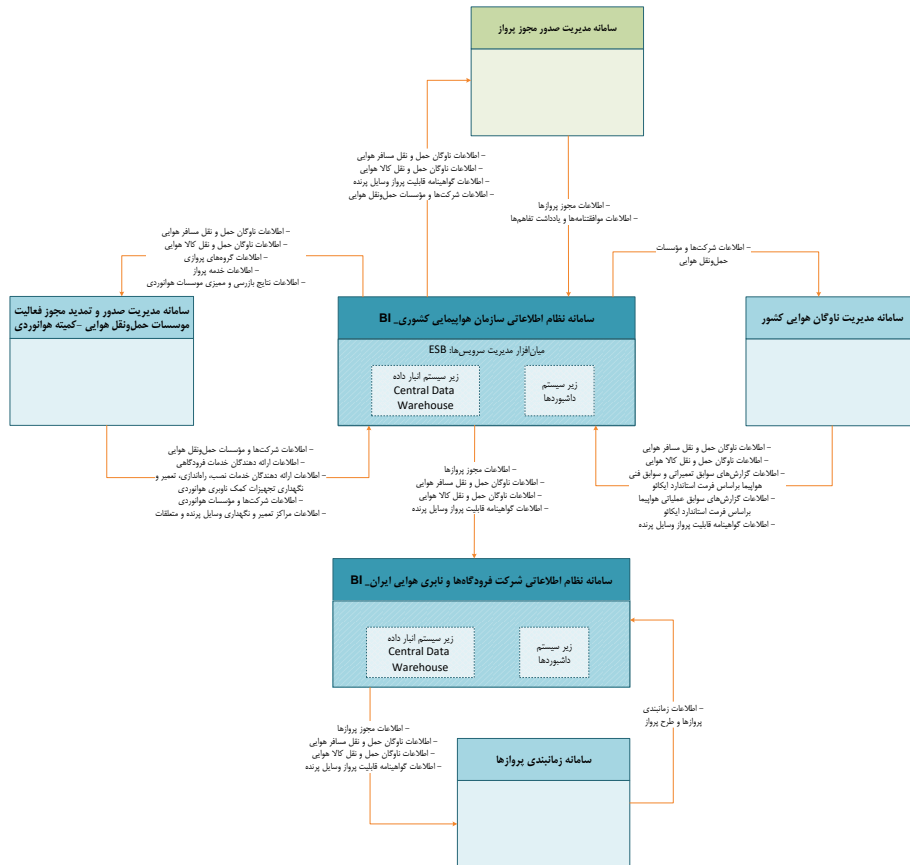 سامانه مدیریت صدور مجوز پرواز
– اطلاعات ناوگان حمل و نقل مسافر هوایی
– اطلاعات ناوگان حمل و نقل کالا هوایی
– اطلاعات گواهینامه قابلیت پرواز وسایل پرنده
– اطلاعات شرکت‌ها و مؤسسات حمل‌ونقل هوایی
– اطلاعات مجوز پروازها
– اطلاعات موافقتنامه‌ها و یادداشت تفاهم‌ها
– اطلاعات شرکت‌ها و مؤسسات
حمل‌ونقل هوایی
– اطلاعات ناوگان حمل و نقل مسافر هوایی
– اطلاعات ناوگان حمل و نقل کالا هوایی
– اطلاعات گروه‌های پروازی
– اطلاعات خدمه پرواز
– اطلاعات نتایج بازرسی و ممیزی موسسات هوانوردی
سامانه مدیریت ناوگان هوایی کشور
سامانه نظام اطلاعاتی سازمان هواپیمایی کشوری_ BI
میان‌افزار مدیریت سرویس‌ها: ESB
زیر سیستم
داشبوردها
زیر سیستم انبار داده
Central Data
Warehouse
سامانه مدیریت صدور و تمدید مجوز فعالیت
موسسات حمل‌ونقل هوایی –کمیته هوانوردی
– اطلاعات ناوگان حمل و نقل مسافر هوایی
– اطلاعات ناوگان حمل و نقل کالا هوایی
– اطلاعات گزارش‌های سوابق تعمیراتی و سوابق فنی
هواپیما براساس فرمت استاندارد ایکائو
– اطلاعات گزارش‌های سوابق عملیاتی هواپیما
براساس فرمت استاندارد ایکائو
– اطلاعات گواهینامه قابلیت پرواز وسایل پرنده
– اطلاعات مجوز پروازها
– اطلاعات ناوگان حمل و نقل مسافر هوایی
– اطلاعات ناوگان حمل و نقل کالا هوایی
– اطلاعات گواهینامه قابلیت پرواز وسایل پرنده
– اطلاعات شرکت‌ها و مؤسسات حمل‌ونقل هوایی
– اطلاعات ارائه دهندگان خدمات فرودگاهی
– اطلاعات ارائه دهندگان خدمات نصب، راه‌اندازی، تعمیر و
نگهداری تجهیزات کمک ناوبری هوانوردی
– اطلاعات شرکت‌ها و مؤسسات هوانوردی
– اطلاعات مراکز تعمیر و نگهداری وسایل پرنده و متعلقات
سامانه نظام اطلاعاتی شرکت فرودگاه‌ها و نابری هوایی ایران_ BI
زیر سیستم
داشبوردها
زیر سیستم انبار داده
Central Data
Warehouse
– اطلاعات زمانبندی
پروازها و طرح پرواز
– اطلاعات مجوز پروازها
– اطلاعات ناوگان حمل و نقل مسافر هوایی
– اطلاعات ناوگان حمل و نقل کالا هوایی
– اطلاعات گواهینامه قابلیت پرواز وسایل پرنده
سامانه زمانبندی پروازها